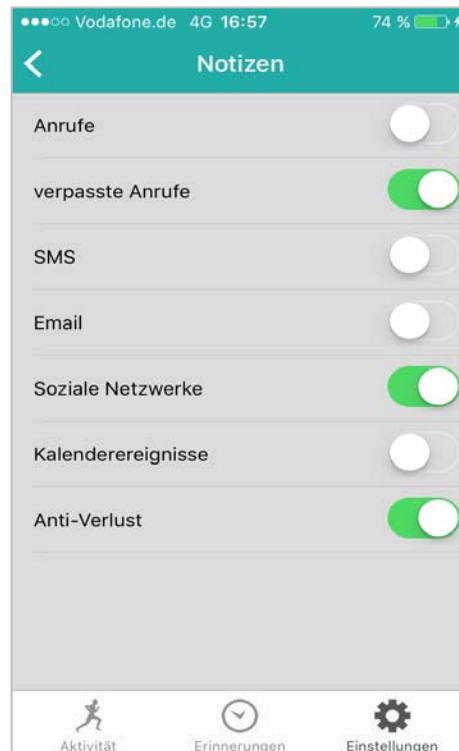 Vodafone.de 4G 16:57 74 %
Notizen
Anrufe
verpasste Anrufe
SMS
Email
Soziale Netzwerke
Kalenderereignisse
Anti-Verlust
Aktivität Erinnerungen Einstellungen